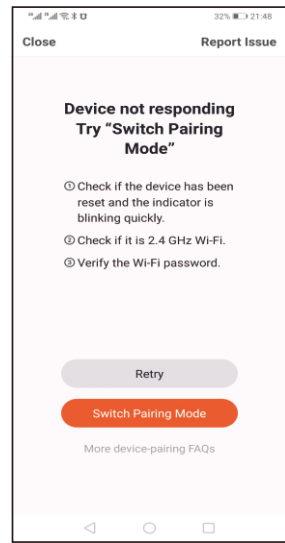 32% 21:48
Close Report Issue
Device not responding
Try “Switch Pairing
Mode”
① Check if the device has been
reset and the indicator is
blinking quickly.
② Check if it is 2.4 GHz Wi-Fi.
③ Verify the Wi-Fi password.
Retry
Switch Pairing Mode
More device-pairing FAQs